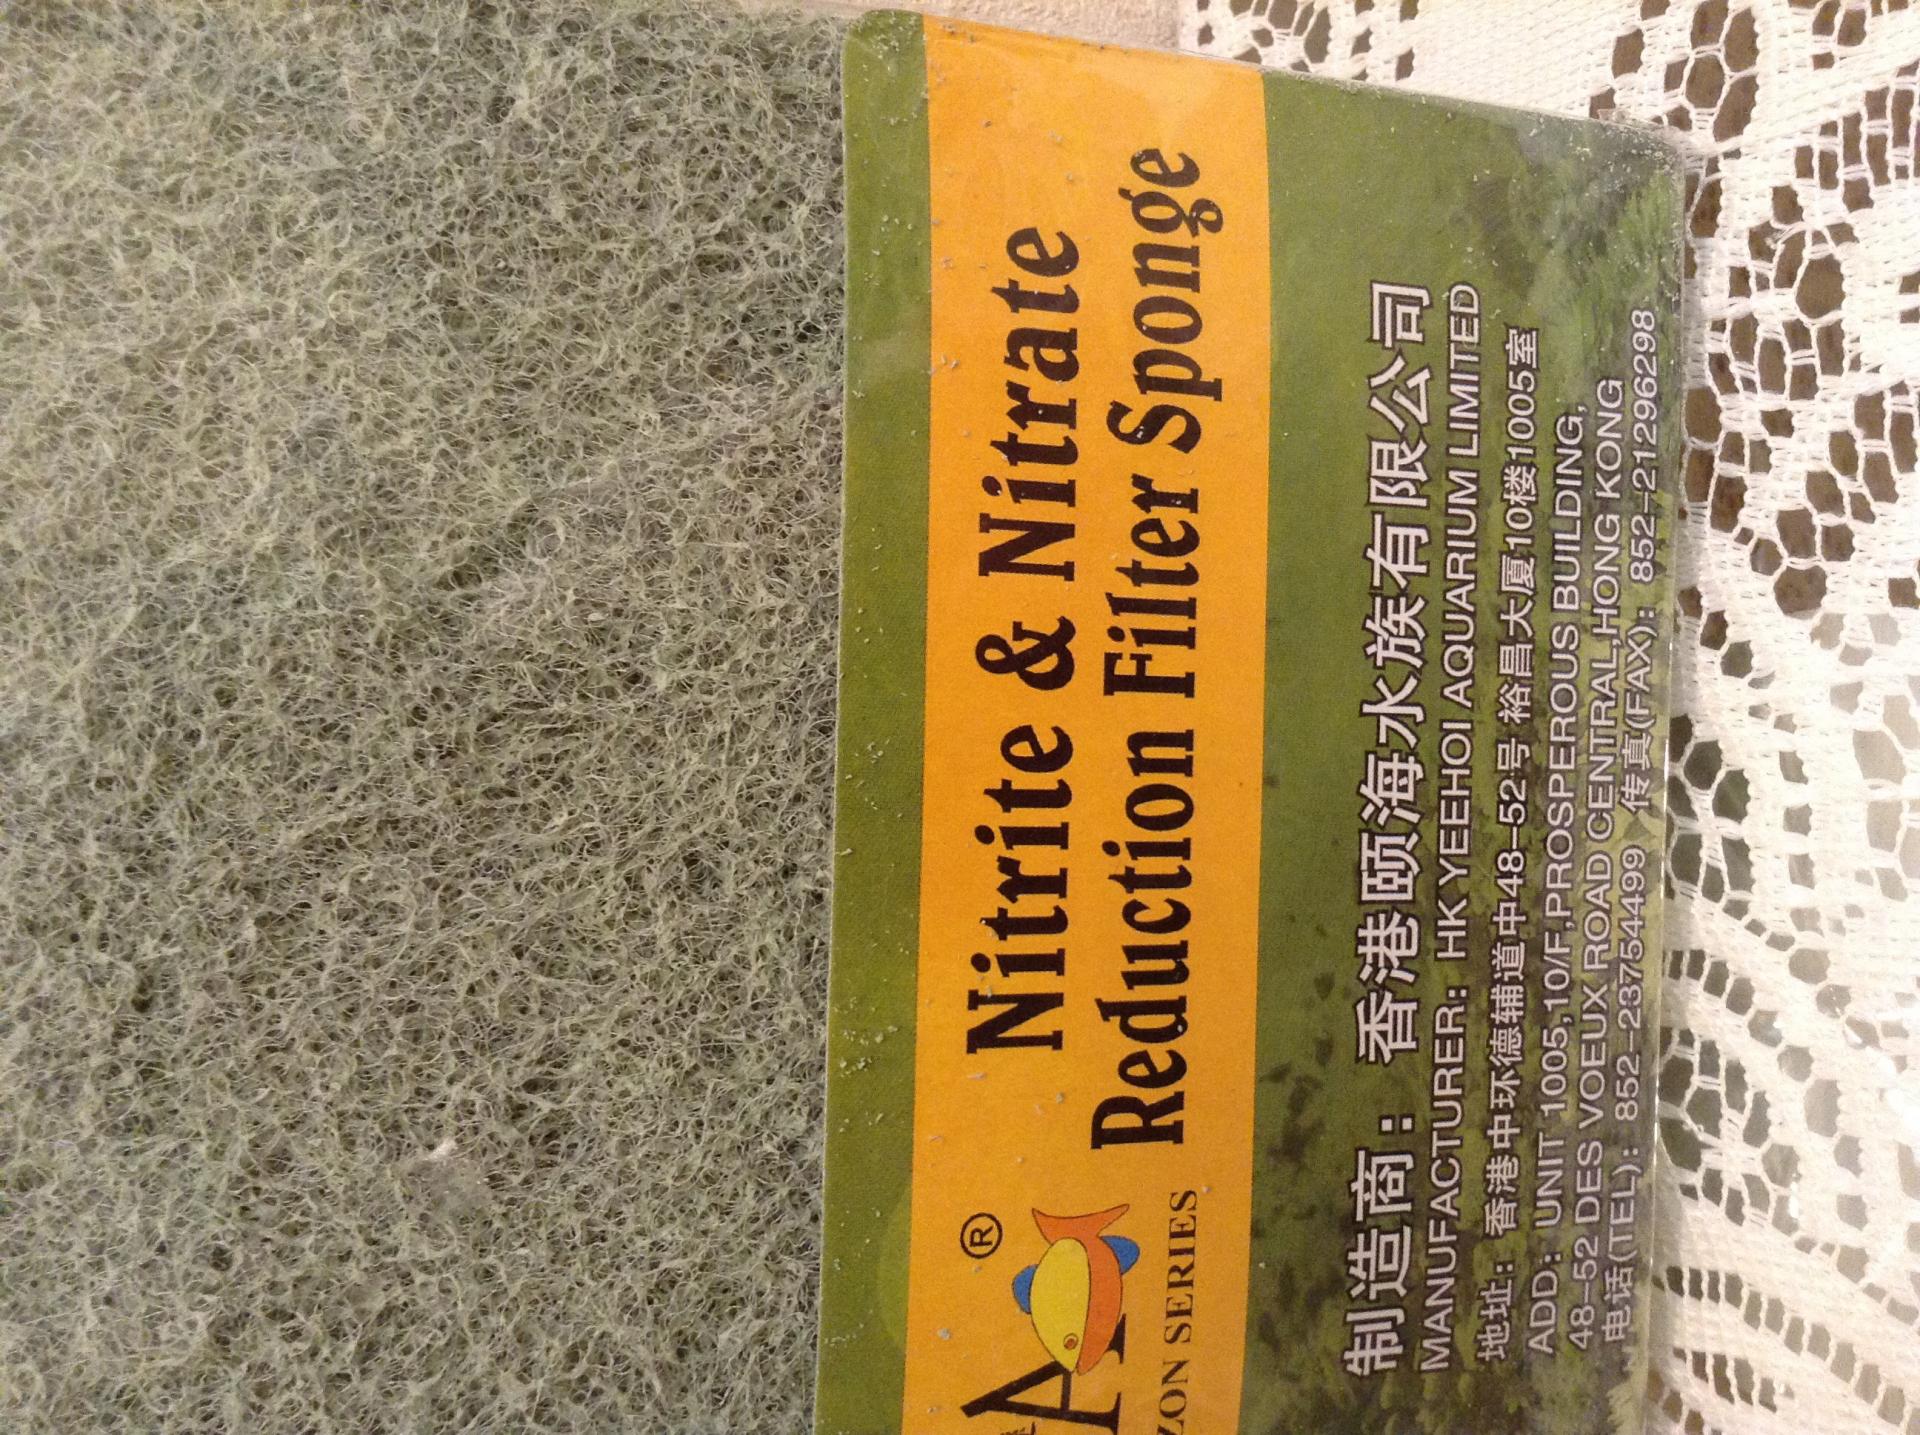 A®
ZON SERIES
Nitrite & Nitrate
Reduction Filter Sponge
制造商： 香港颐海水族有限公司
MANUFACTURER: HK YEEHOI AQUARIUM LIMITED
地址： 香港中环德辅道中48-52号 裕昌大厦10楼1005室
ADD: UNIT 1005,10/F,PROSPEROUS BUILDING,
48-52 DES VOEUX ROAD CENTRAL,HONG KONG
电话(TEL): 852-23754499 传真(FAX): 852-21296298